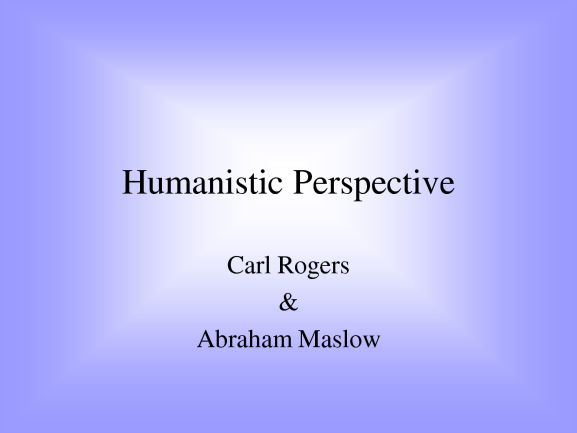 Humanistic Perspective
Carl Rogers
&
Abraham Maslow